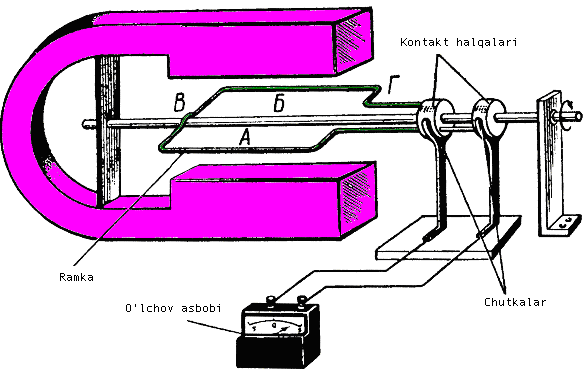 Kontakt halqalari
В
Б
Г
А
Ramka
O'lchov asbobi
Chutkalar